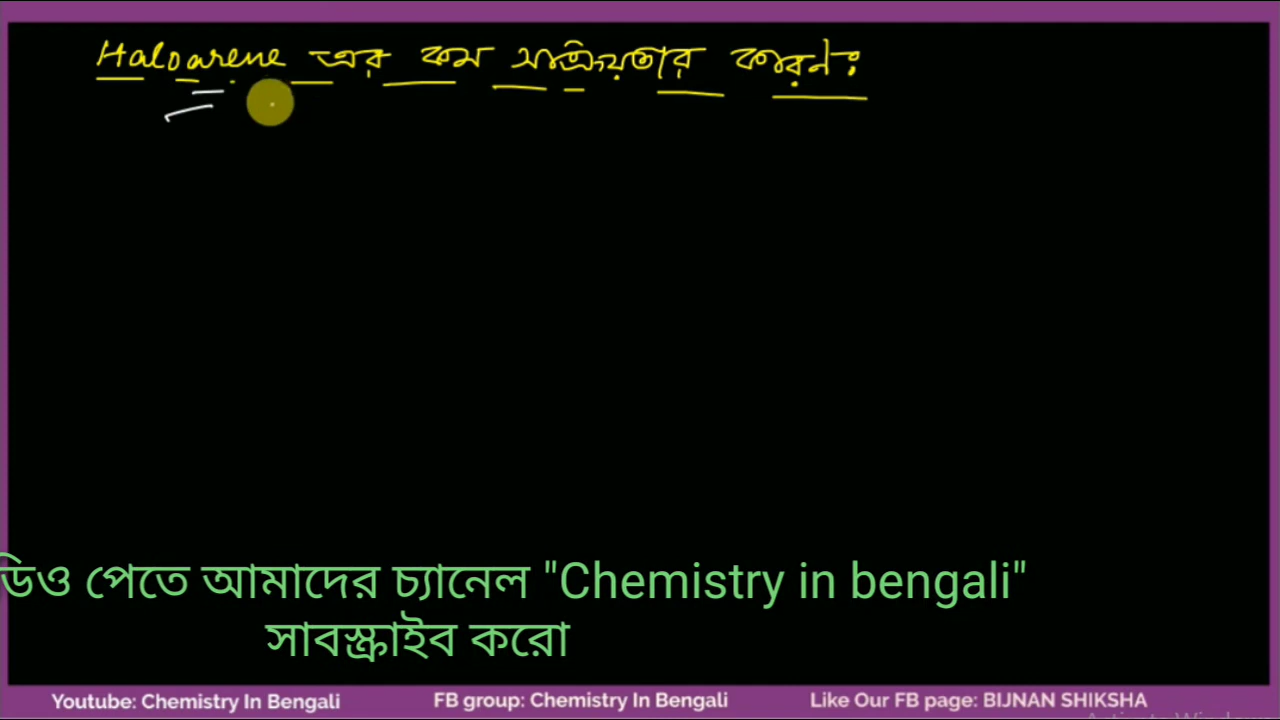 Haloarene এর কম সক্রিয়তার কারণ:
ডিও পেতে আমাদের চ্যানেল "Chemistry in bengali"
সাবস্ক্রাইব করো
Youtube: Chemistry In Bengali FB group: Chemistry In Bengali Like Our FB page: BIJNAN SHIKSHA